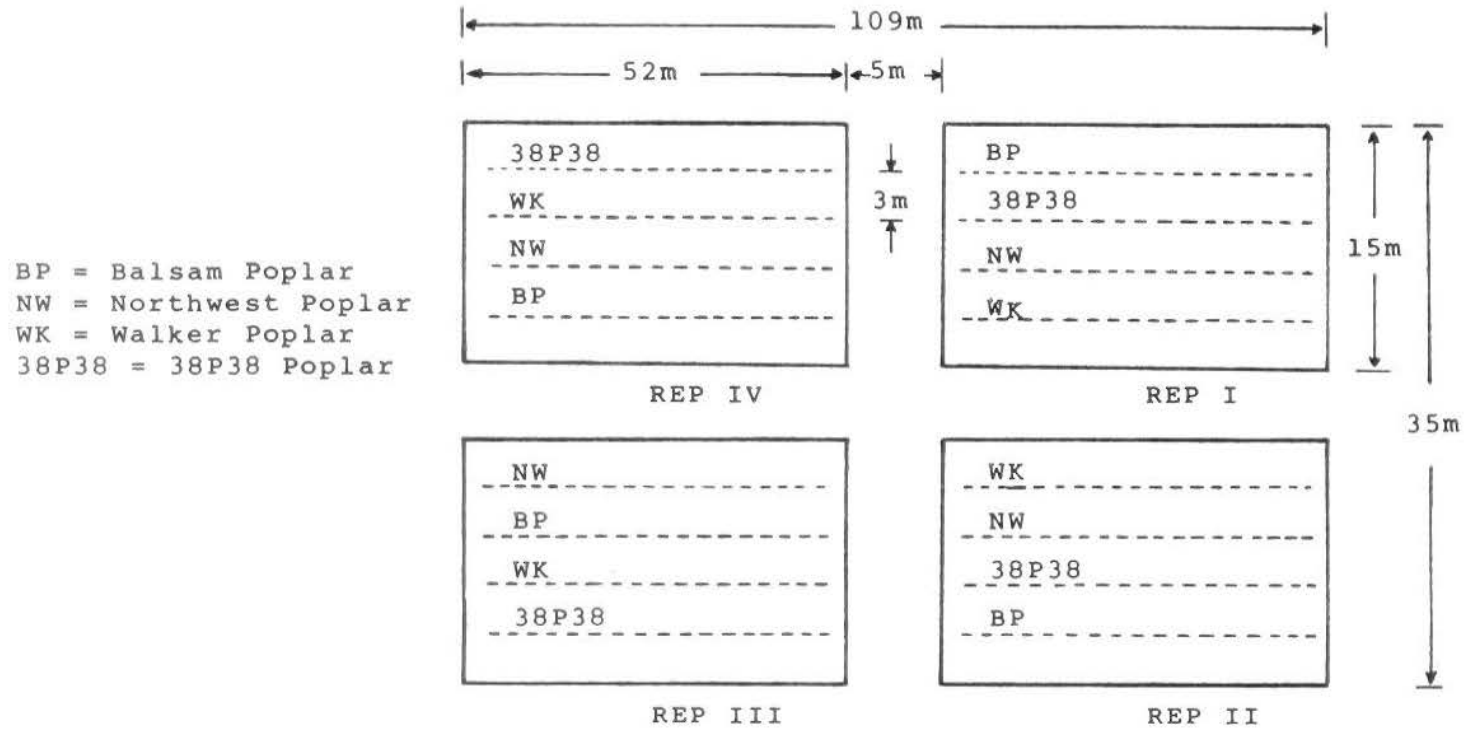 109m
52m
5m
38P38
WK
NW
BP
REP IV
3m
BP
38P38
NW
WK
REP I
15m
35m
BP = Balsam Poplar
NW = Northwest Poplar
WK = Walker Poplar
38P38 = 38P38 Poplar
NW
BP
WK
38P38
REP III
WK
NW
38P38
BP
REP II